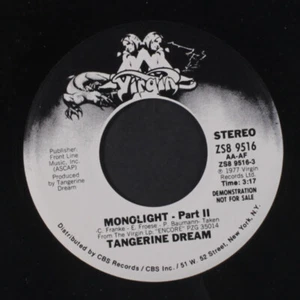 Virgin
STEREO
ZSB 9516
AA-AF
ZSB 9516-3
℗ 1977 Virgin
Records Ltd.
Time: 3:17
DEMONSTRATION
NOT FOR SALE
Publisher:
Front Line
Music, Inc.
(ASCAP)
Produced by
Tangerine
Dream
MONOLIGHT - Part II
-C. Franke- E. Froese- P. Baumann- Taken
From The Virgin Lp: "ENCORE" PZG 35014
TANGERINE DREAM
Distributed by CBS Records / CBS Inc. / 51 W. 52 Street, New York, N.Y.